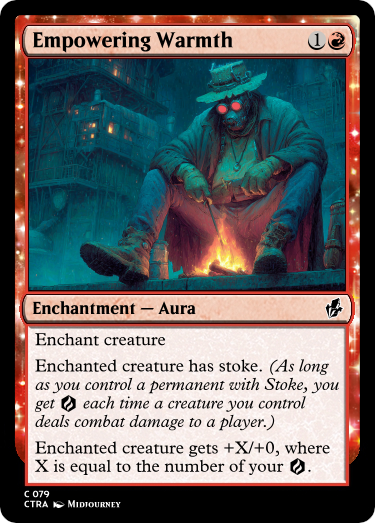 Empowering Warmth 1
Enchantment — Aura
Enchant creature
Enchanted creature has stoke. (As long
as you control a permanent with Stoke, you
get each time a creature you control
deals combat damage to a player.)
Enchanted creature gets +X/+0, where
X is equal to the number of your .
C 079
CTRA Midjourney